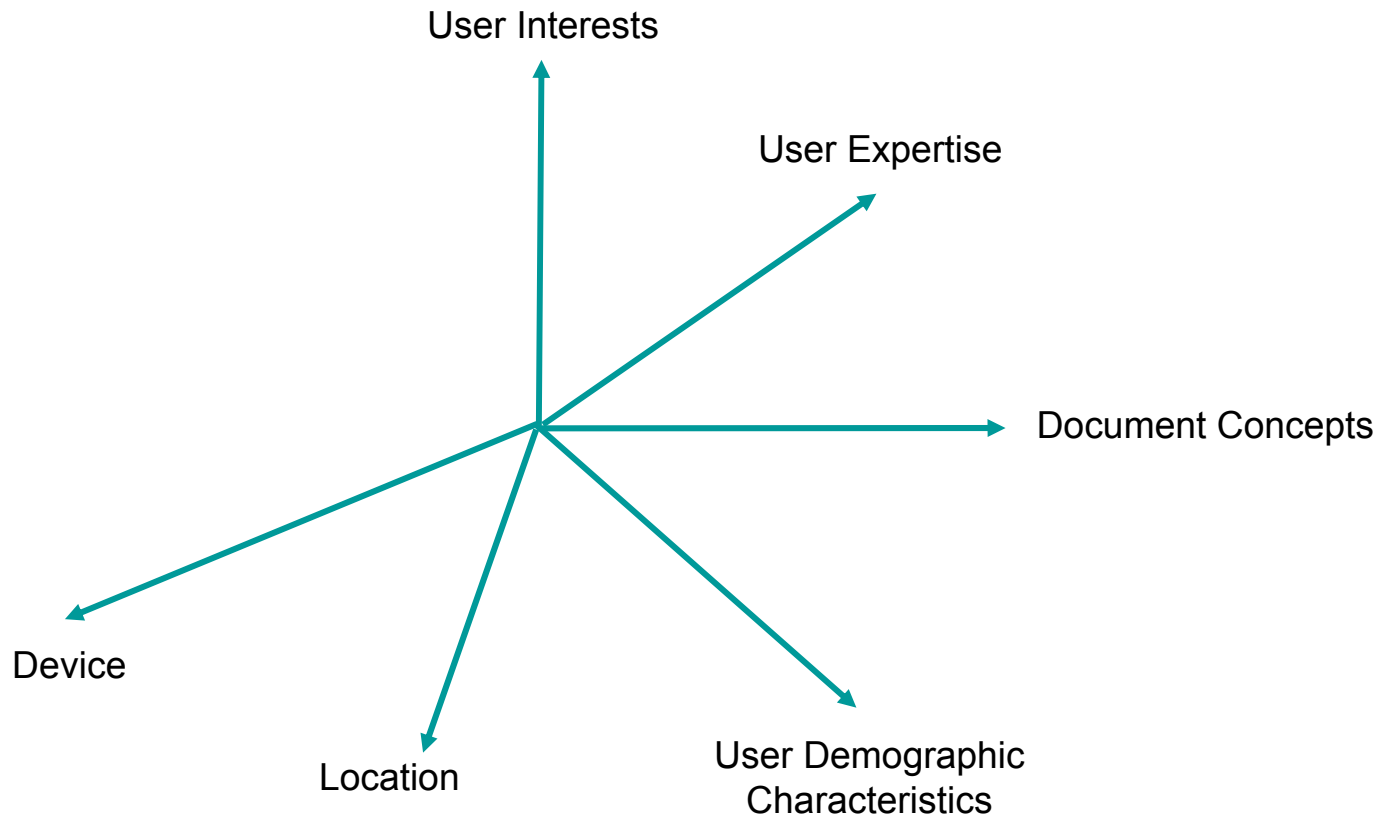 User Interests
User Expertise
Document Concepts
Device
Location
User Demographic
Characteristics